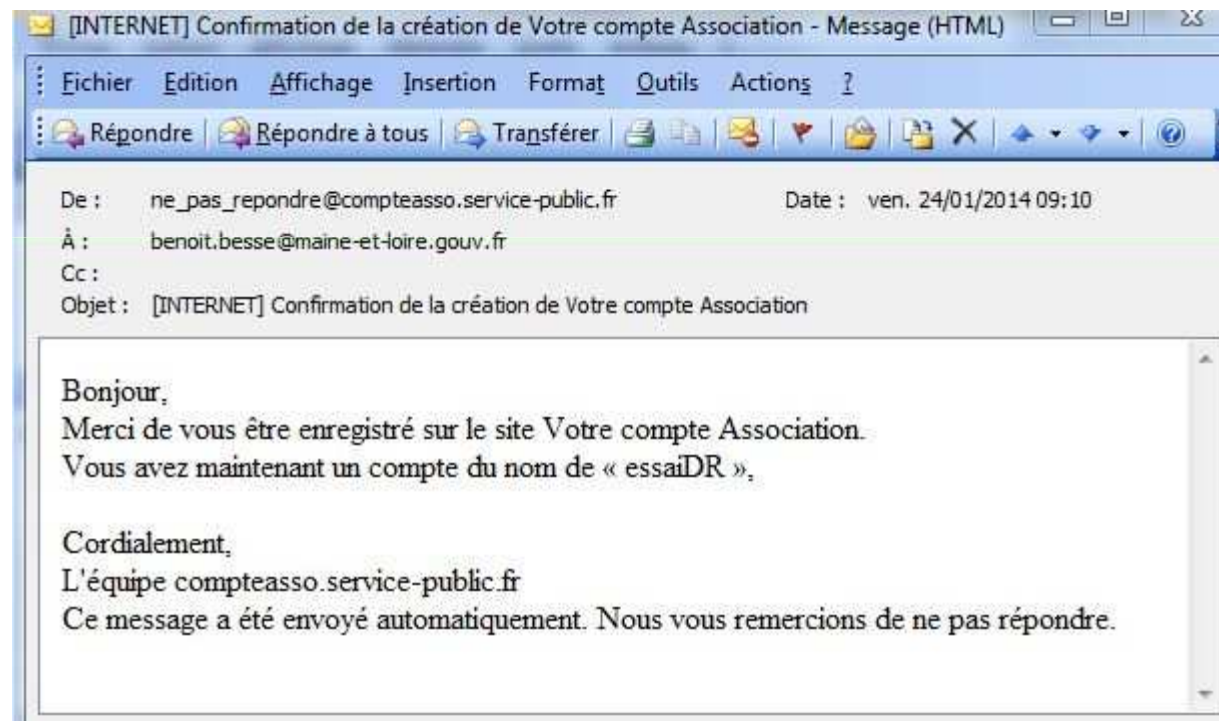 [INTERNET] Confirmation de la création de Votre compte Association - Message (HTML)
Fichier Edition Affichage Insertion Format Outils Actions ?
Répondre Répondre à tous Transférer
De : ne_pas_repondre@compteasso.service-public.fr Date : ven. 24/01/2014 09:10
À : benoit.besse@maine-et-loire.gouv.fr
Cc :
Objet : [INTERNET] Confirmation de la création de Votre compte Association
Bonjour,
Merci de vous être enregistré sur le site Votre compte Association.
Vous avez maintenant un compte du nom de « essaiDR »,
Cordialement,
L'équipe compteasso.service-public.fr
Ce message a été envoyé automatiquement. Nous vous remercions de ne pas répondre.